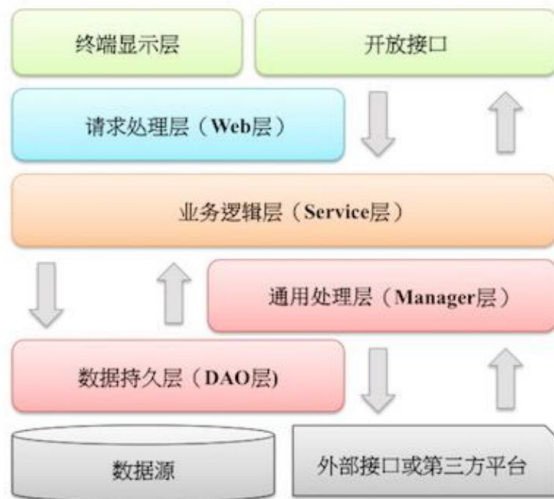 终端显示层
开放接口
请求处理层（Web层）
业务逻辑层（Service层）
通用处理层（Manager层）
数据持久层（DAO层)
数据源
外部接口或第三方平台